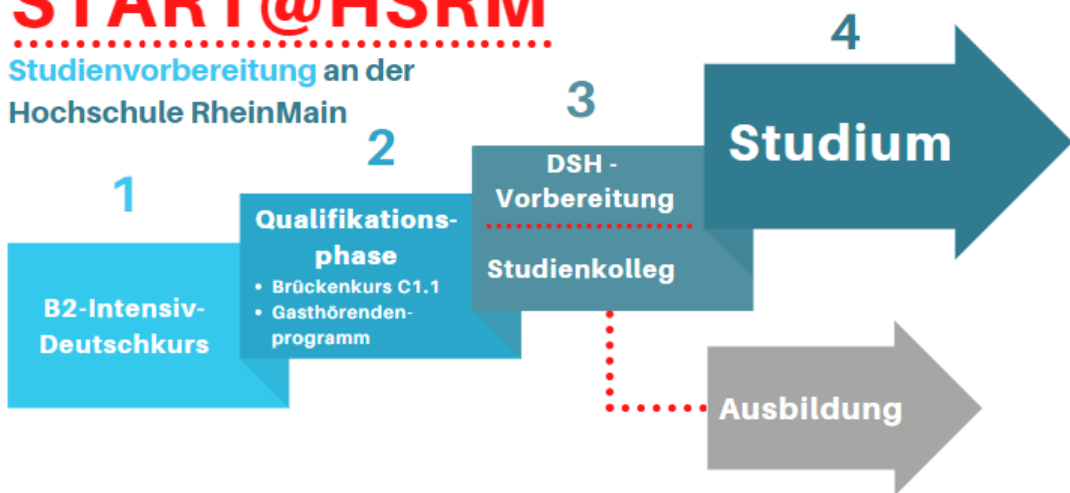 START@HSRM
Studienvorbereitung an der
Hochschule RheinMain
1
B2-Intensiv-
Deutschkurs
2
Qualifikations-
phase
• Brückenkurs C1.1
• Gasthörenden-
programm
3
DSH -
Vorbereitung
Studienkolleg
4
Studium
Ausbildung